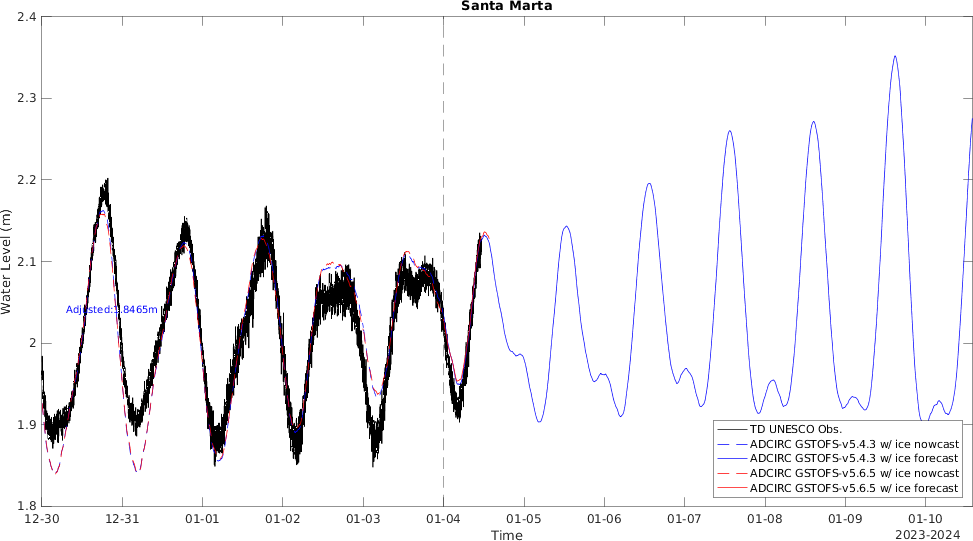 Santa Marta
2.4
2.3
2.2
2.1
2
1.9
1.8
Water Level (m)
Adjusted:1.8465m
12-30 12-31 01-01 01-02 01-03 01-04 01-05 01-06 01-07 01-08 01-09 01-10
Time
2023-2024
TD UNESCO Obs.
ADCIRC GSTOFS-v5.4.3 w/ ice nowcast
ADCIRC GSTOFS-v5.4.3 w/ ice forecast
ADCIRC GSTOFS-v5.6.5 w/ ice nowcast
ADCIRC GSTOFS-v5.6.5 w/ ice forecast